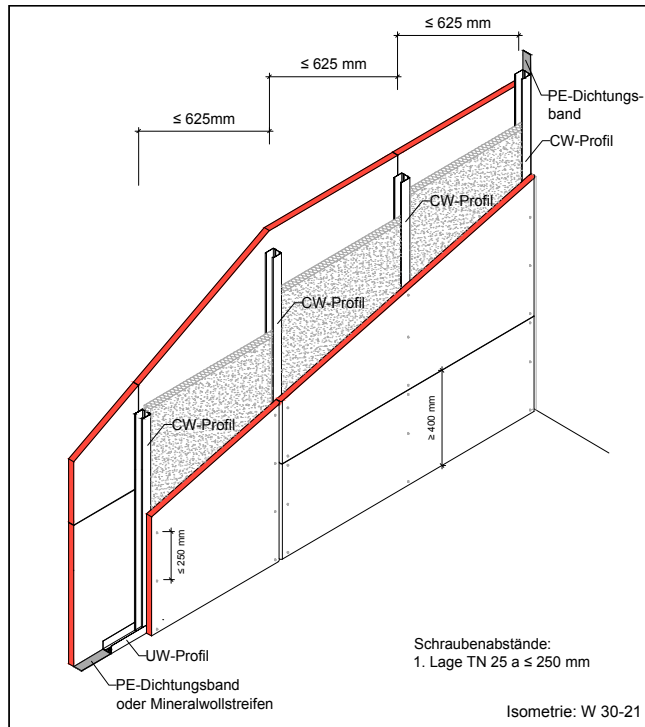 ≤ 625 mm
≤ 625 mm
≤ 625mm
PE-Dichtungs-
band
CW-Profil
CW-Profil
CW-Profil
CW-Profil
≥ 400 mm
≤ 250 mm
UW-Profil
PE-Dichtungsband
oder Mineralwollstreifen
Schraubenabstände:
1. Lage TN 25 a ≤ 250 mm
Isometrie: W 30-21